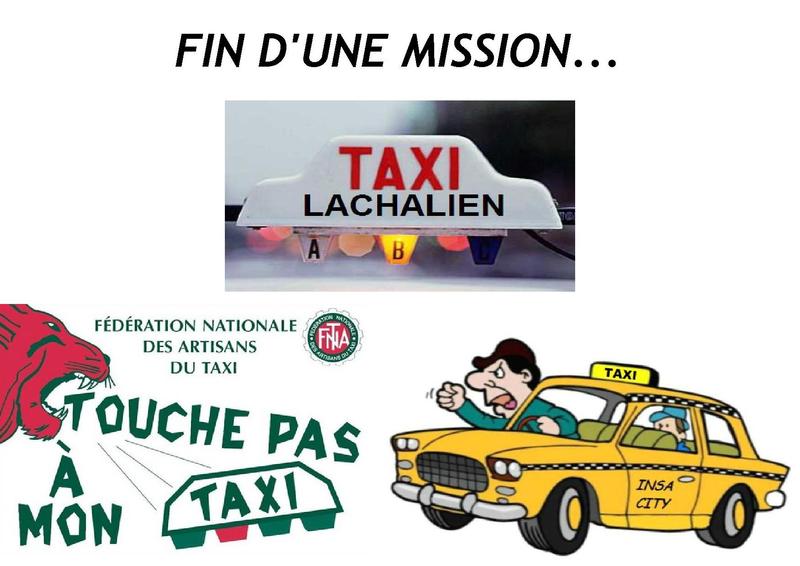 FIN D'UNE MISSION...
TAXI
LACHALIEN
A B C
FÉDÉRATION NATIONALE
DES ARTISANS
DU TAXI
FNTA
FÉDÉRATION NATIONALE
DES ARTISANS DU TAXI
TOUCHE PAS
À
MON
TAXI
TAXI
INSA
CITY